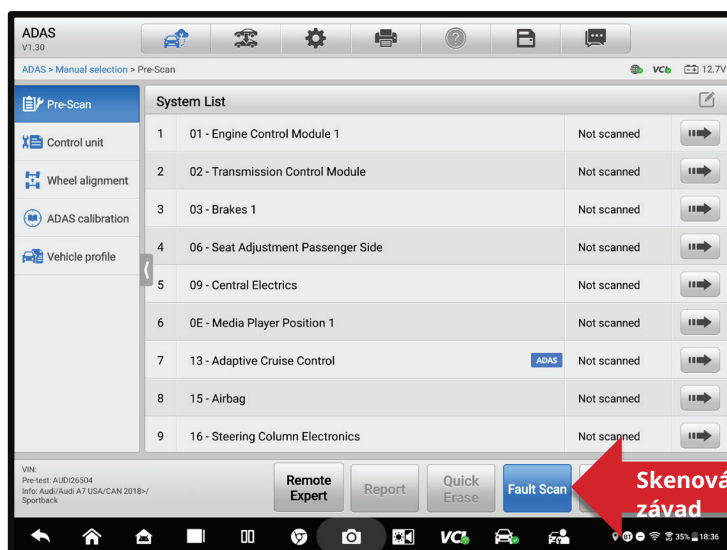 ADAS
V1.30
ADAS > Manual selection > Pre-Scan
VCI 12.7V
Pre-Scan
Control unit
Wheel alignment
ADAS calibration
Vehicle profile
System List
1 01 - Engine Control Module 1 Not scanned
2 02 - Transmission Control Module Not scanned
3 03 - Brakes 1 Not scanned
4 06 - Seat Adjustment Passenger Side Not scanned
5 09 - Central Electrics Not scanned
6 0E - Media Player Position 1 Not scanned
7 13 - Adaptive Cruise Control ADAS Not scanned
8 15 - Airbag Not scanned
9 16 - Steering Column Electronics Not scanned
VIN:
Pre-test: AUDI26504
Info: Audi/Audi A7 USA/CAN 2018>/
Sportback
Remote
Expert
Report
Quick
Erase
Fault Scan
Skenová
závad
VCI
35% 18:36